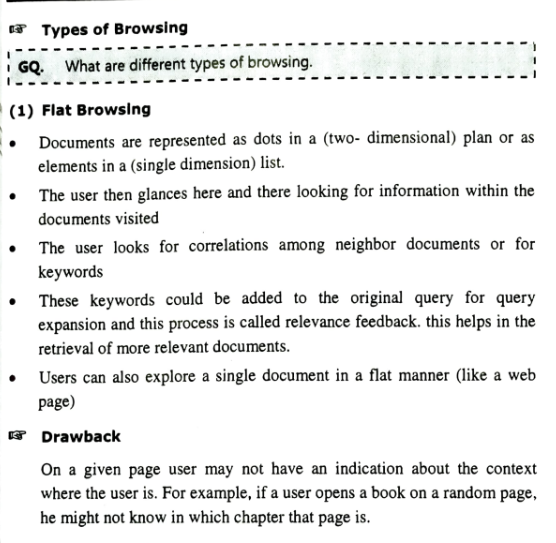 ☞ Types of Browsing
GQ. What are different types of browsing.
(1) Flat Browsing
• Documents are represented as dots in a (two- dimensional) plan or as
elements in a (single dimension) list.
• The user then glances here and there looking for information within the
documents visited
• The user looks for correlations among neighbor documents or for
keywords
• These keywords could be added to the original query for query
expansion and this process is called relevance feedback. this helps in the
retrieval of more relevant documents.
• Users can also explore a single document in a flat manner (like a web
page)
☞ Drawback
On a given page user may not have an indication about the context
where the user is. For example, if a user opens a book on a random page,
he might not know in which chapter that page is.